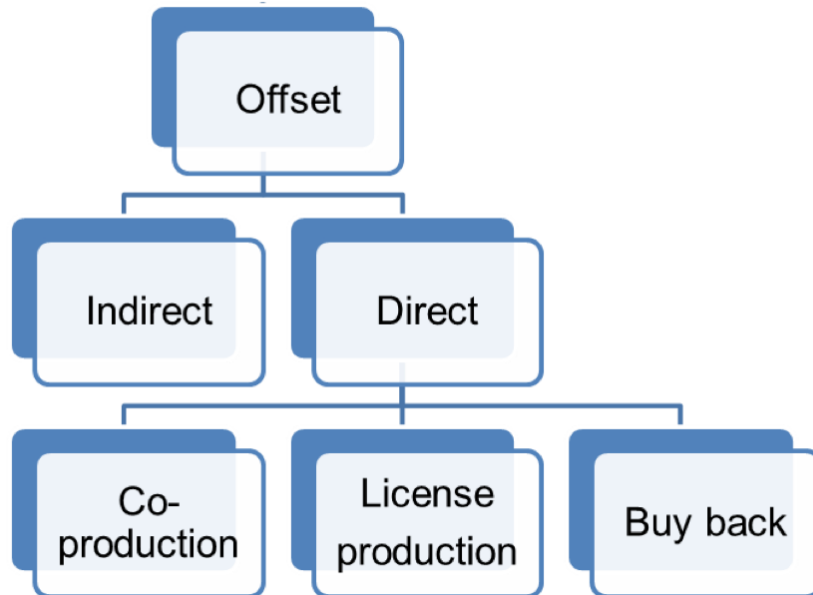 Offset
Indirect
Direct
Co-
production
License
production
Buy back